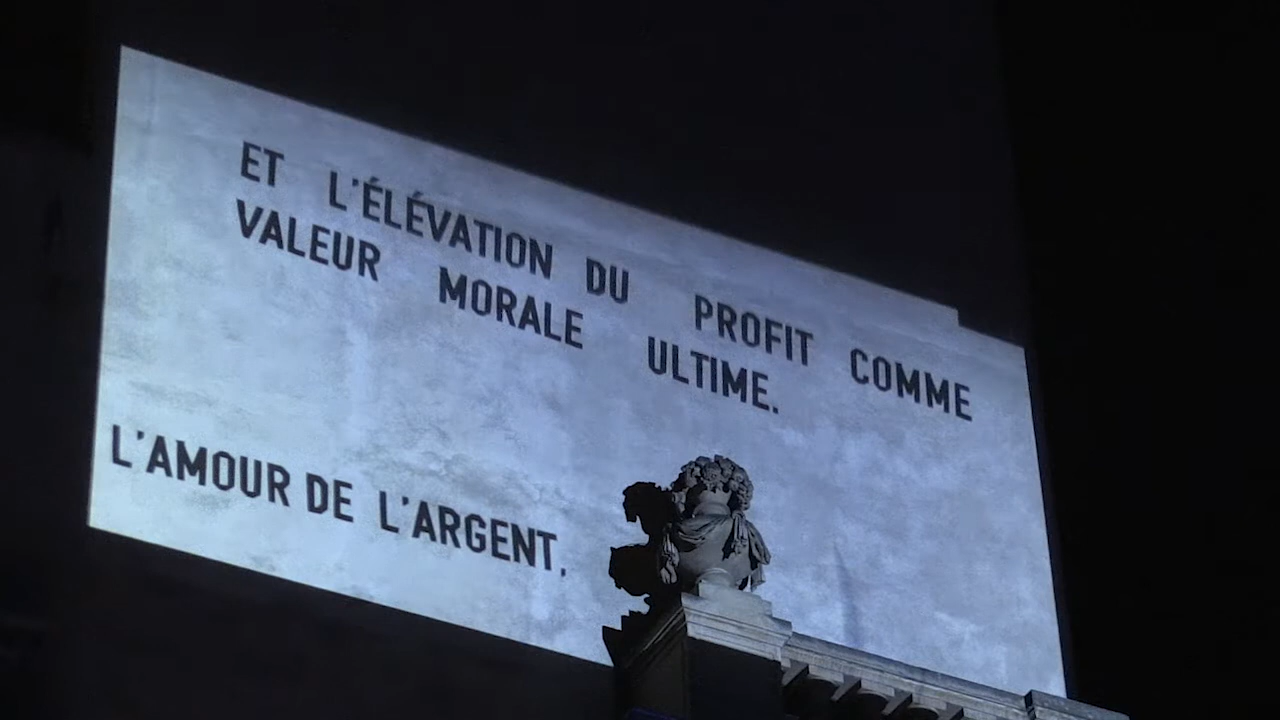 ET L'ÉLÉVATION DU PROFIT COMME
VALEUR MORALE ULTIME.
L'AMOUR DE L'ARGENT,